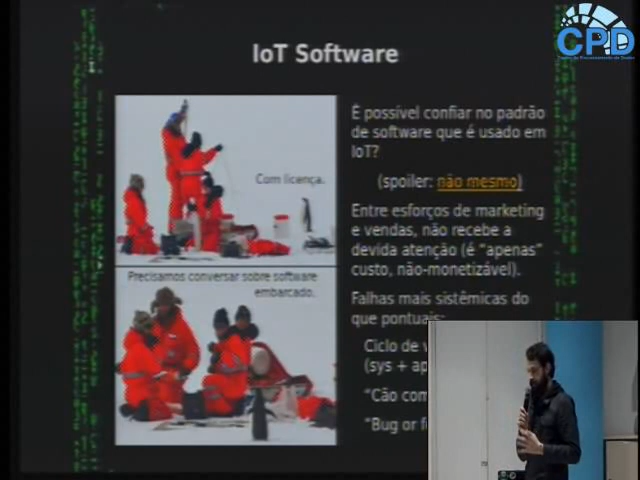 CPD
IoT Software
Com licença.
Precisamos conversar sobre software
embarcado.
É possível confiar no padrão
de software que é usado em
IoT?
(spoiler: não mesmo)
Entre esforços de marketing
e vendas, não recebe a
devida atenção (é “apenas”
custo, não-monetizável).
Falhas mais sistêmicas do
que pontuais:
Ciclo de
(sys +
“Cão
“Bug or